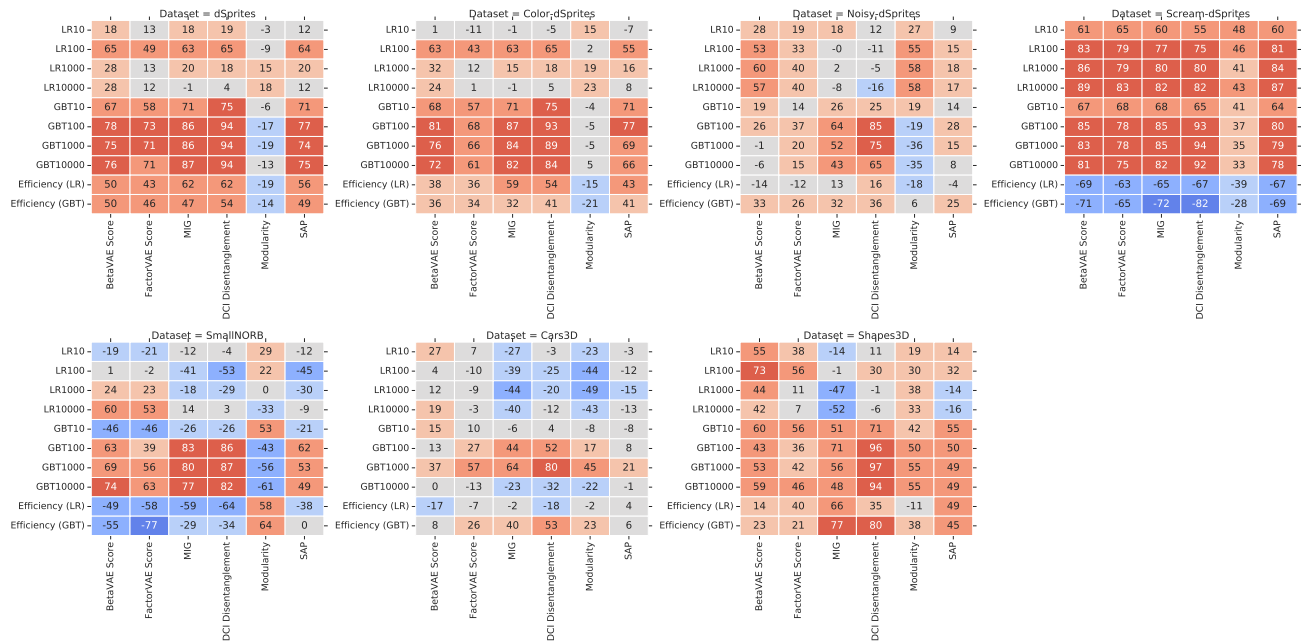 Dataset = dSprites
LR10 18 13 18 19 -3 12
LR100 65 49 63 65 -9 64
LR1000 28 13 20 18 15 20
LR10000 28 12 -1 4 18 12
GBT10 67 58 71 75 -6 71
GBT100 78 73 86 94 -17 77
GBT1000 75 71 86 94 -19 74
GBT10000 76 71 87 94 -13 75
Efficiency (LR) 50 43 62 62 -19 56
Efficiency (GBT) 50 46 47 54 -14 49
BetaVAE Score
FactorVAE Score
MIG
DCI Disentanglement
Modularity
SAP
Dataset = Color-dSprites
LR10 1 -11 -1 -5 15 -7
LR100 63 43 63 65 2 55
LR1000 32 12 15 18 19 16
LR10000 24 1 -1 5 23 8
GBT10 68 57 71 75 -4 71
GBT100 81 68 87 93 -5 77
GBT1000 76 66 84 89 -5 69
GBT10000 72 61 82 84 5 66
Efficiency (LR) 38 36 59 54 -15 43
Efficiency (GBT) 36 34 32 41 -21 41
BetaVAE Score
FactorVAE Score
MIG
DCI Disentanglement
Modularity
SAP
Dataset = Noisy-dSprites
LR10 28 19 18 12 27 9
LR100 53 33 -0 -11 55 15
LR1000 60 40 2 -5 58 18
LR10000 57 40 -8 -16 58 17
GBT10 19 14 26 25 19 14
GBT100 26 37 64 85 -19 28
GBT1000 -1 20 52 75 -36 15
GBT10000 -6 15 43 65 -35 8
Efficiency (LR) -14 -12 13 16 -18 -4
Efficiency (GBT) 33 26 32 36 6 25
BetaVAE Score
FactorVAE Score
MIG
DCI Disentanglement
Modularity
SAP
Dataset = Scream-dSprites
LR10 61 65 60 55 48 60
LR100 83 79 77 75 46 81
LR1000 86 79 80 80 41 84
LR10000 89 83 82 82 43 87
GBT10 67 68 68 65 41 64
GBT100 85 78 85 93 37 80
GBT1000 83 78 85 94 35 79
GBT10000 81 75 82 92 33 78
Efficiency (LR) -69 -63 -65 -67 -39 -67
Efficiency (GBT) -71 -65 -72 -82 -28 -69
BetaVAE Score
FactorVAE Score
MIG
DCI Disentanglement
Modularity
SAP
Dataset = SmallNORB
LR10 -19 -21 -12 -4 29 -12
LR100 1 -2 -41 -53 22 -45
LR1000 24 23 -18 -29 0 -30
LR10000 60 53 14 3 -33 -9
GBT10 -46 -46 -26 -26 53 -21
GBT100 63 39 83 86 -43 62
GBT1000 69 56 80 87 -56 53
GBT10000 74 63 77 82 -61 49
Efficiency (LR) -49 -58 -59 -64 58 -38
Efficiency (GBT) -55 -77 -29 -34 64 0
BetaVAE Score
FactorVAE Score
MIG
DCI Disentanglement
Modularity
SAP
Dataset = Cars3D
LR10 27 7 -27 -3 -23 -3
LR100 4 -10 -39 -25 -44 -12
LR1000 12 -9 -44 -20 -49 -15
LR10000 19 -3 -40 -12 -43 -13
GBT10 15 10 -6 4 -8 -8
GBT100 13 27 44 52 17 8
GBT1000 37 57 64 80 45 21
GBT10000 0 -13 -23 -32 -22 -1
Efficiency (LR) -17 -7 -2 -18 -2 4
Efficiency (GBT) 8 26 40 53 23 6
BetaVAE Score
FactorVAE Score
MIG
DCI Disentanglement
Modularity
SAP
Dataset = Shapes3D
LR10 55 38 -14 11 19 14
LR100 73 56 -1 30 30 32
LR1000 44 11 -47 -1 38 -14
LR10000 42 7 -52 -6 33 -16
GBT10 60 56 51 71 42 55
GBT100 43 36 71 96 50 50
GBT1000 53 42 56 97 55 49
GBT10000 59 46 48 94 55 49
Efficiency (LR) 14 40 66 35 -11 49
Efficiency (GBT) 23 21 77 80 38 45
BetaVAE Score
FactorVAE Score
MIG
DCI Disentanglement
Modularity
SAP